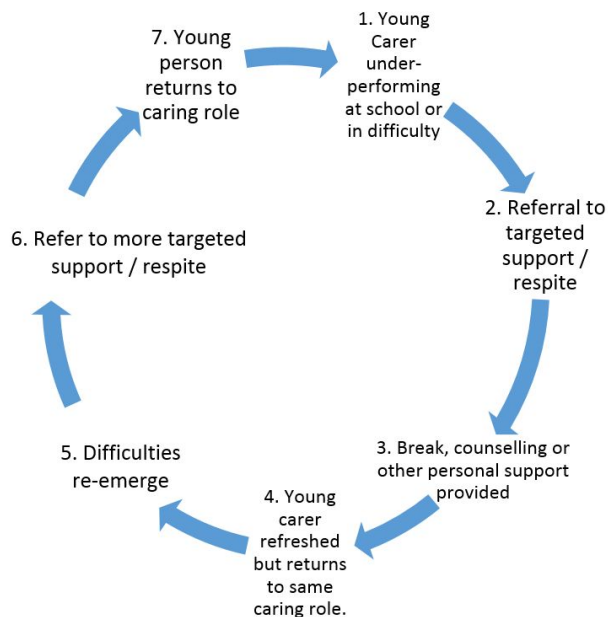 1. Young
Carer
under-
performing
at school or
in difficulty
2. Referral to
targeted
support /
respite
3. Break, counselling or
other personal support
provided
4. Young
carer
refreshed
but returns
to same
caring role.
5. Difficulties
re-emerge
6. Refer to more targeted
support / respite
7. Young
person
returns to
caring role